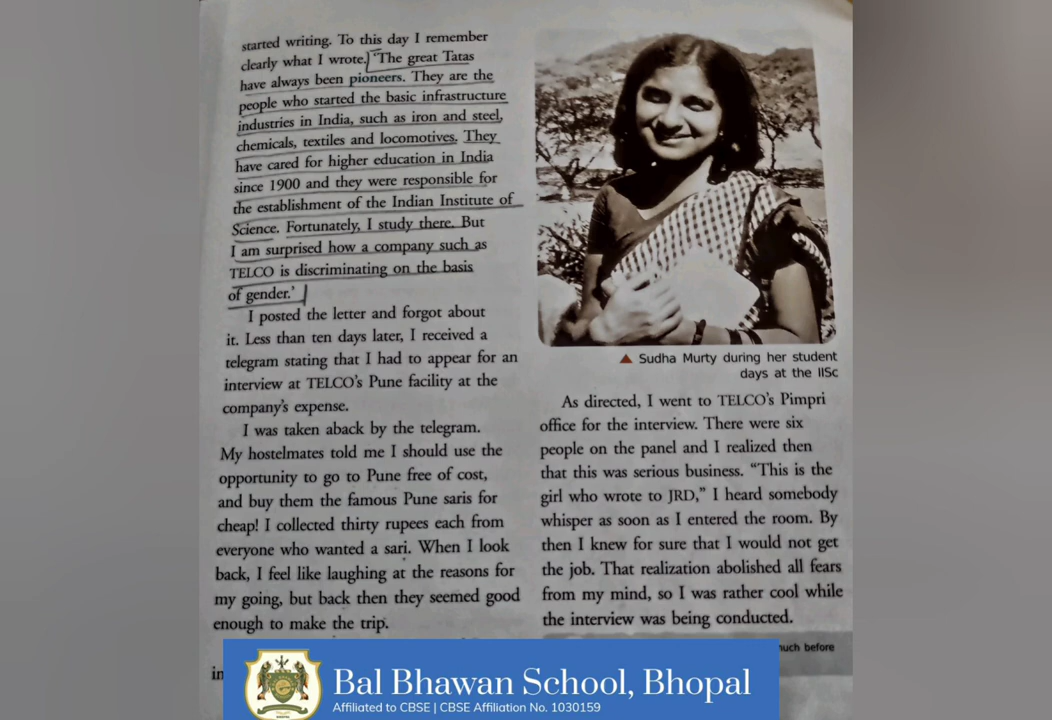 started writing. To this day I remember
clearly what I wrote. 'The great Tatas
have always been pioneers. They are the
people who started the basic infrastructure
industries in India, such as iron and steel,
chemicals, textiles and locomotives. They
have cared for higher education in India
since 1900 and they were responsible for
the establishment of the Indian Institute of
Science. Fortunately, I study there. But
I am surprised how a company such as
TELCO is discriminating on the basis
of gender.'
I posted the letter and forgot about
it. Less than ten days later, I received a
telegram stating that I had to appear for an
interview at TELCO's Pune facility at the
company's expense.
I was taken aback by the telegram.
My hostelmates told me I should use the
opportunity to go to Pune free of cost,
and buy them the famous Pune saris for
cheap! I collected thirty rupees each from
everyone who wanted a sari. When I look
back, I feel like laughing at the reasons for
my going, but back then they seemed good
enough to make the trip.
▲ Sudha Murty during her student
days at the IISc
As directed, I went to TELCO's Pimpri
office for the interview. There were six
people on the panel and I realized then
that this was serious business. "This is the
girl who wrote to JRD," I heard somebody
whisper as soon as I entered the room. By
then I knew for sure that I would not get
the job. That realization abolished all fears
from my mind, so I was rather cool while
the interview was being conducted.
before
Bal Bhawan School, Bhopal
Affiliated to CBSE | CBSE Affiliation No. 1030159